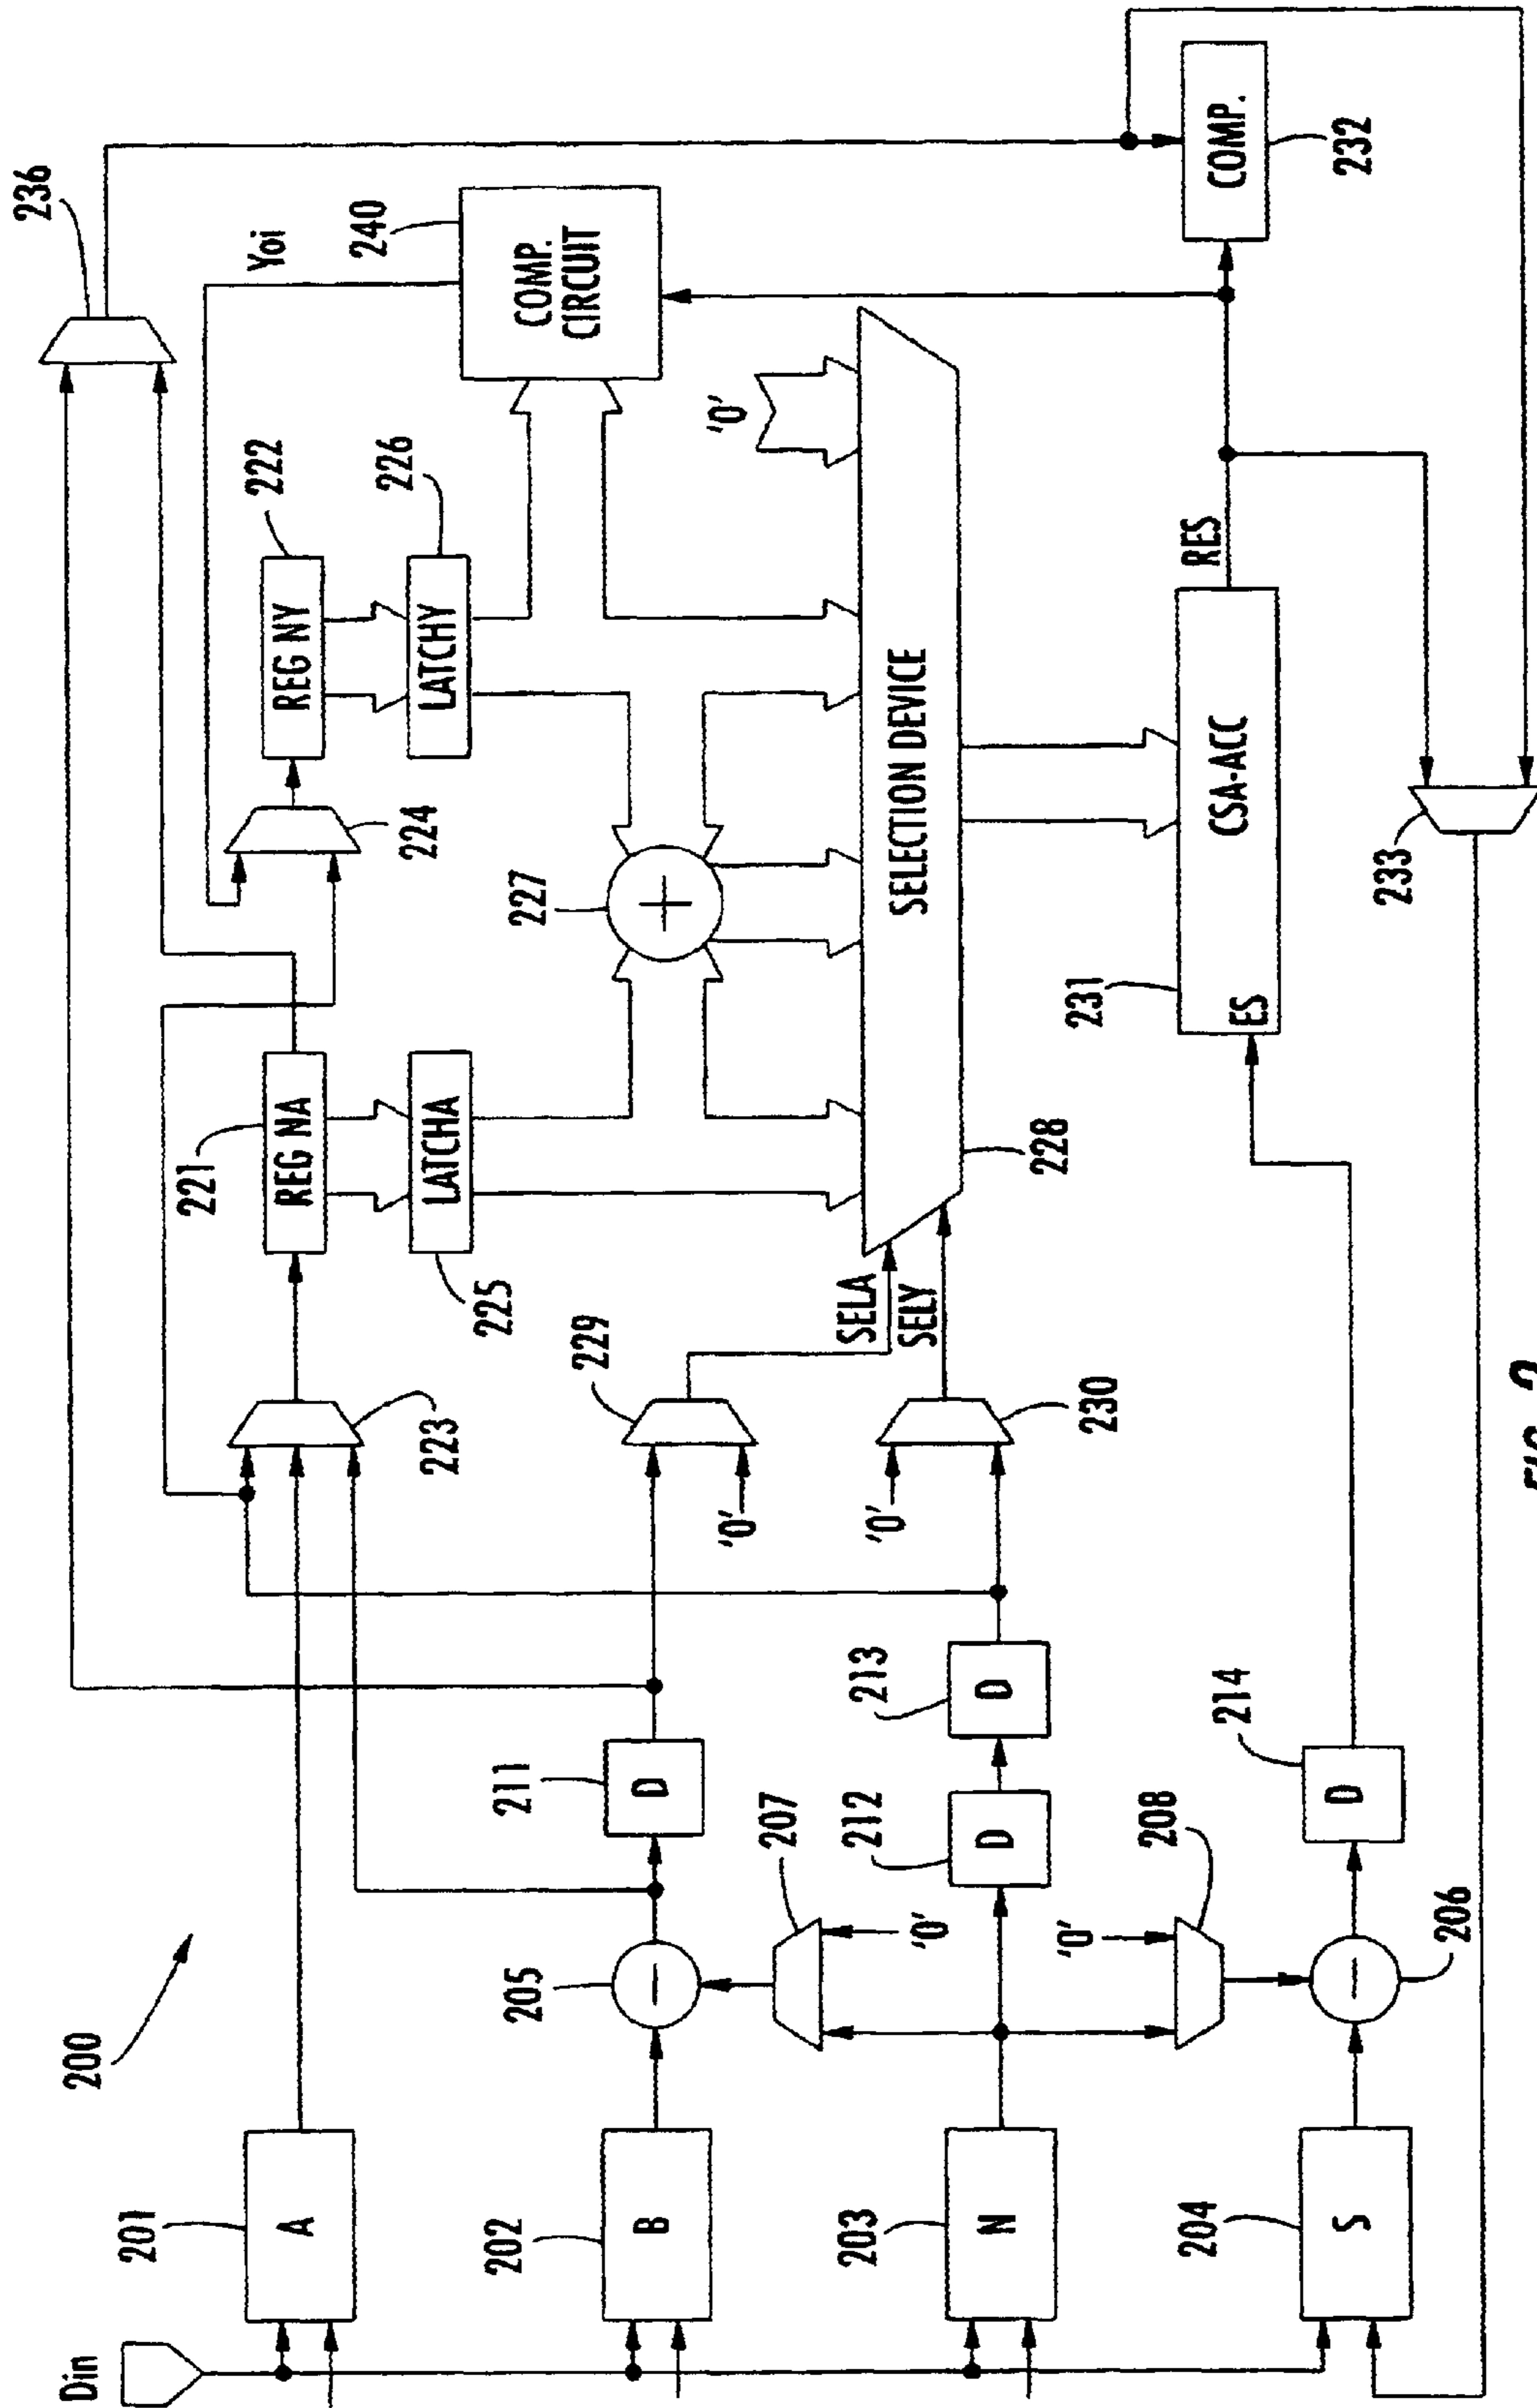 200
Din
201
A
202
B
203
N
204
S
205
−
206
−
207
'0'
208
'0'
211
D
212
D
213
D
214
D
221
REG NA
222
REG NY
223
224
225
LATCHA
226
LATCHY
227
+
228
SELECTION DEVICE
229
'0'
230
'0'
SELA
SELY
'0'
231
CSA-ACC
ES
RES
232
COMP.
233
236
240
COMP.
CIRCUIT
Yoi